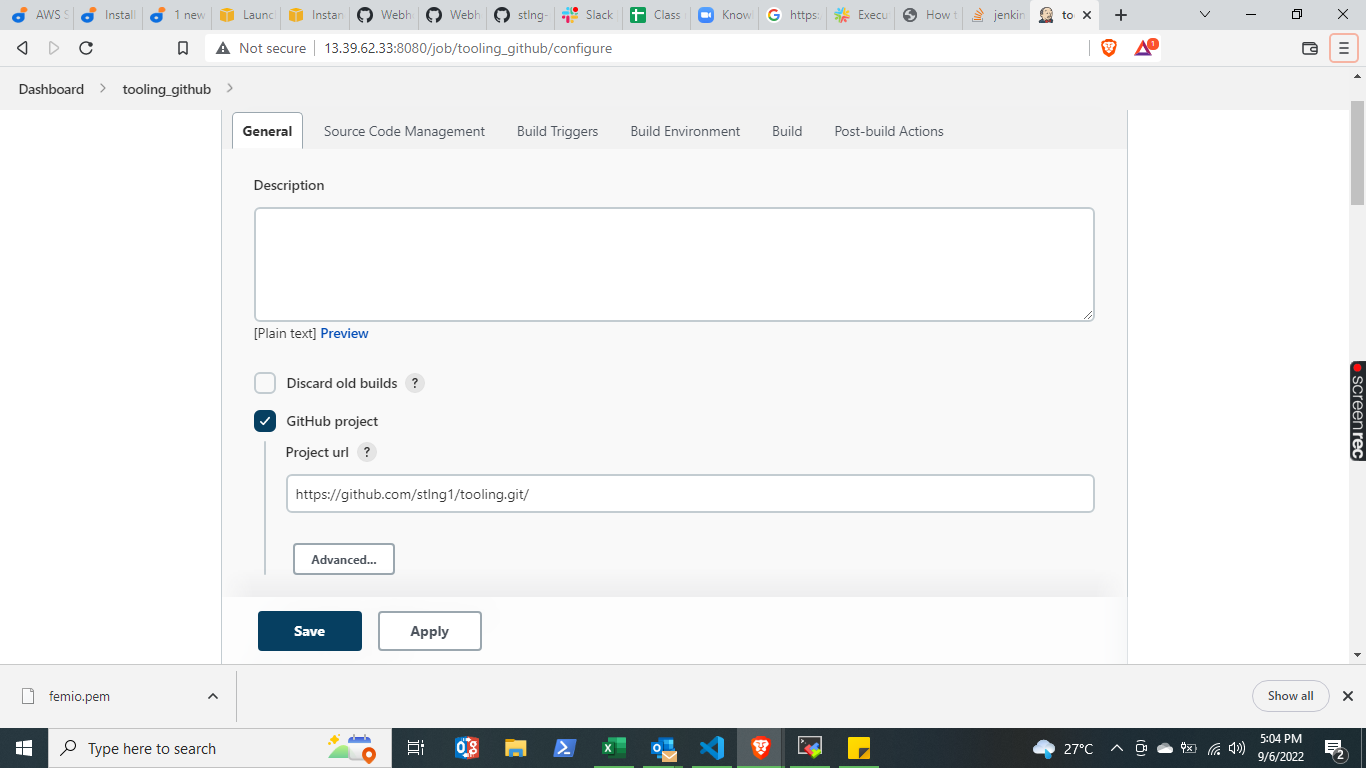 AWS S
Install
1 new
Launc
Instan
Webh
Webh
stlng-
Slack
Class
Know
https:
Execu
How t
jenkin
to
Not secure
13.39.62.33:8080/job/tooling_github/configure
1
Dashboard
tooling_github
General
Source Code Management
Build Triggers
Build Environment
Build
Post-build Actions
Description
[Plain text] Preview
Discard old builds ?
GitHub project
Project url ?
https://github.com/stlng1/tooling.git/
Advanced...
Save
Apply
screenrec
femio.pem
Show all
Type here to search
27°C
5:04 PM
9/6/2022
2